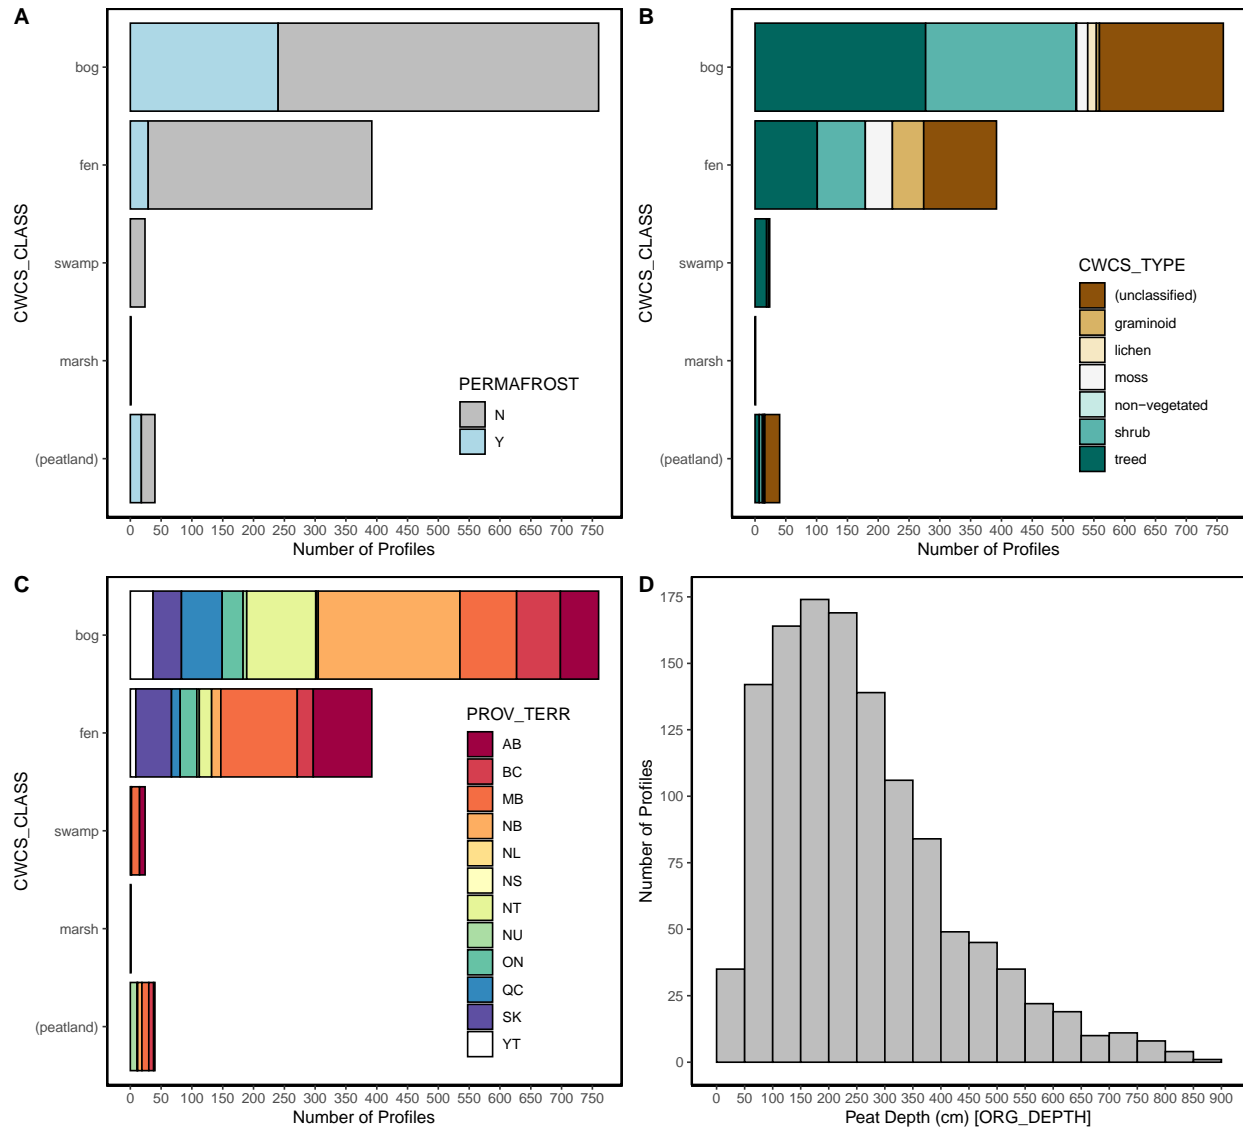 A
CWCS_CLASS
bog
fen
swamp
marsh
(peatland)
PERMAFROST
N
Y
0 50 100 150 200 250 300 350 400 450 500 550 600 650 700 750
Number of Profiles
B
CWCS_CLASS
bog
fen
swamp
marsh
(peatland)
CWCS_TYPE
(unclassified)
graminoid
lichen
moss
non−vegetated
shrub
treed
0 50 100 150 200 250 300 350 400 450 500 550 600 650 700 750
Number of Profiles
C
CWCS_CLASS
bog
fen
swamp
marsh
(peatland)
PROV_TERR
AB
BC
MB
NB
NL
NS
NT
NU
ON
QC
SK
YT
0 50 100 150 200 250 300 350 400 450 500 550 600 650 700 750
Number of Profiles
D
Number of Profiles
175
150
125
100
75
50
25
0
0 50 100 150 200 250 300 350 400 450 500 550 600 650 700 750 800 850 900
Peat Depth (cm) [ORG_DEPTH]